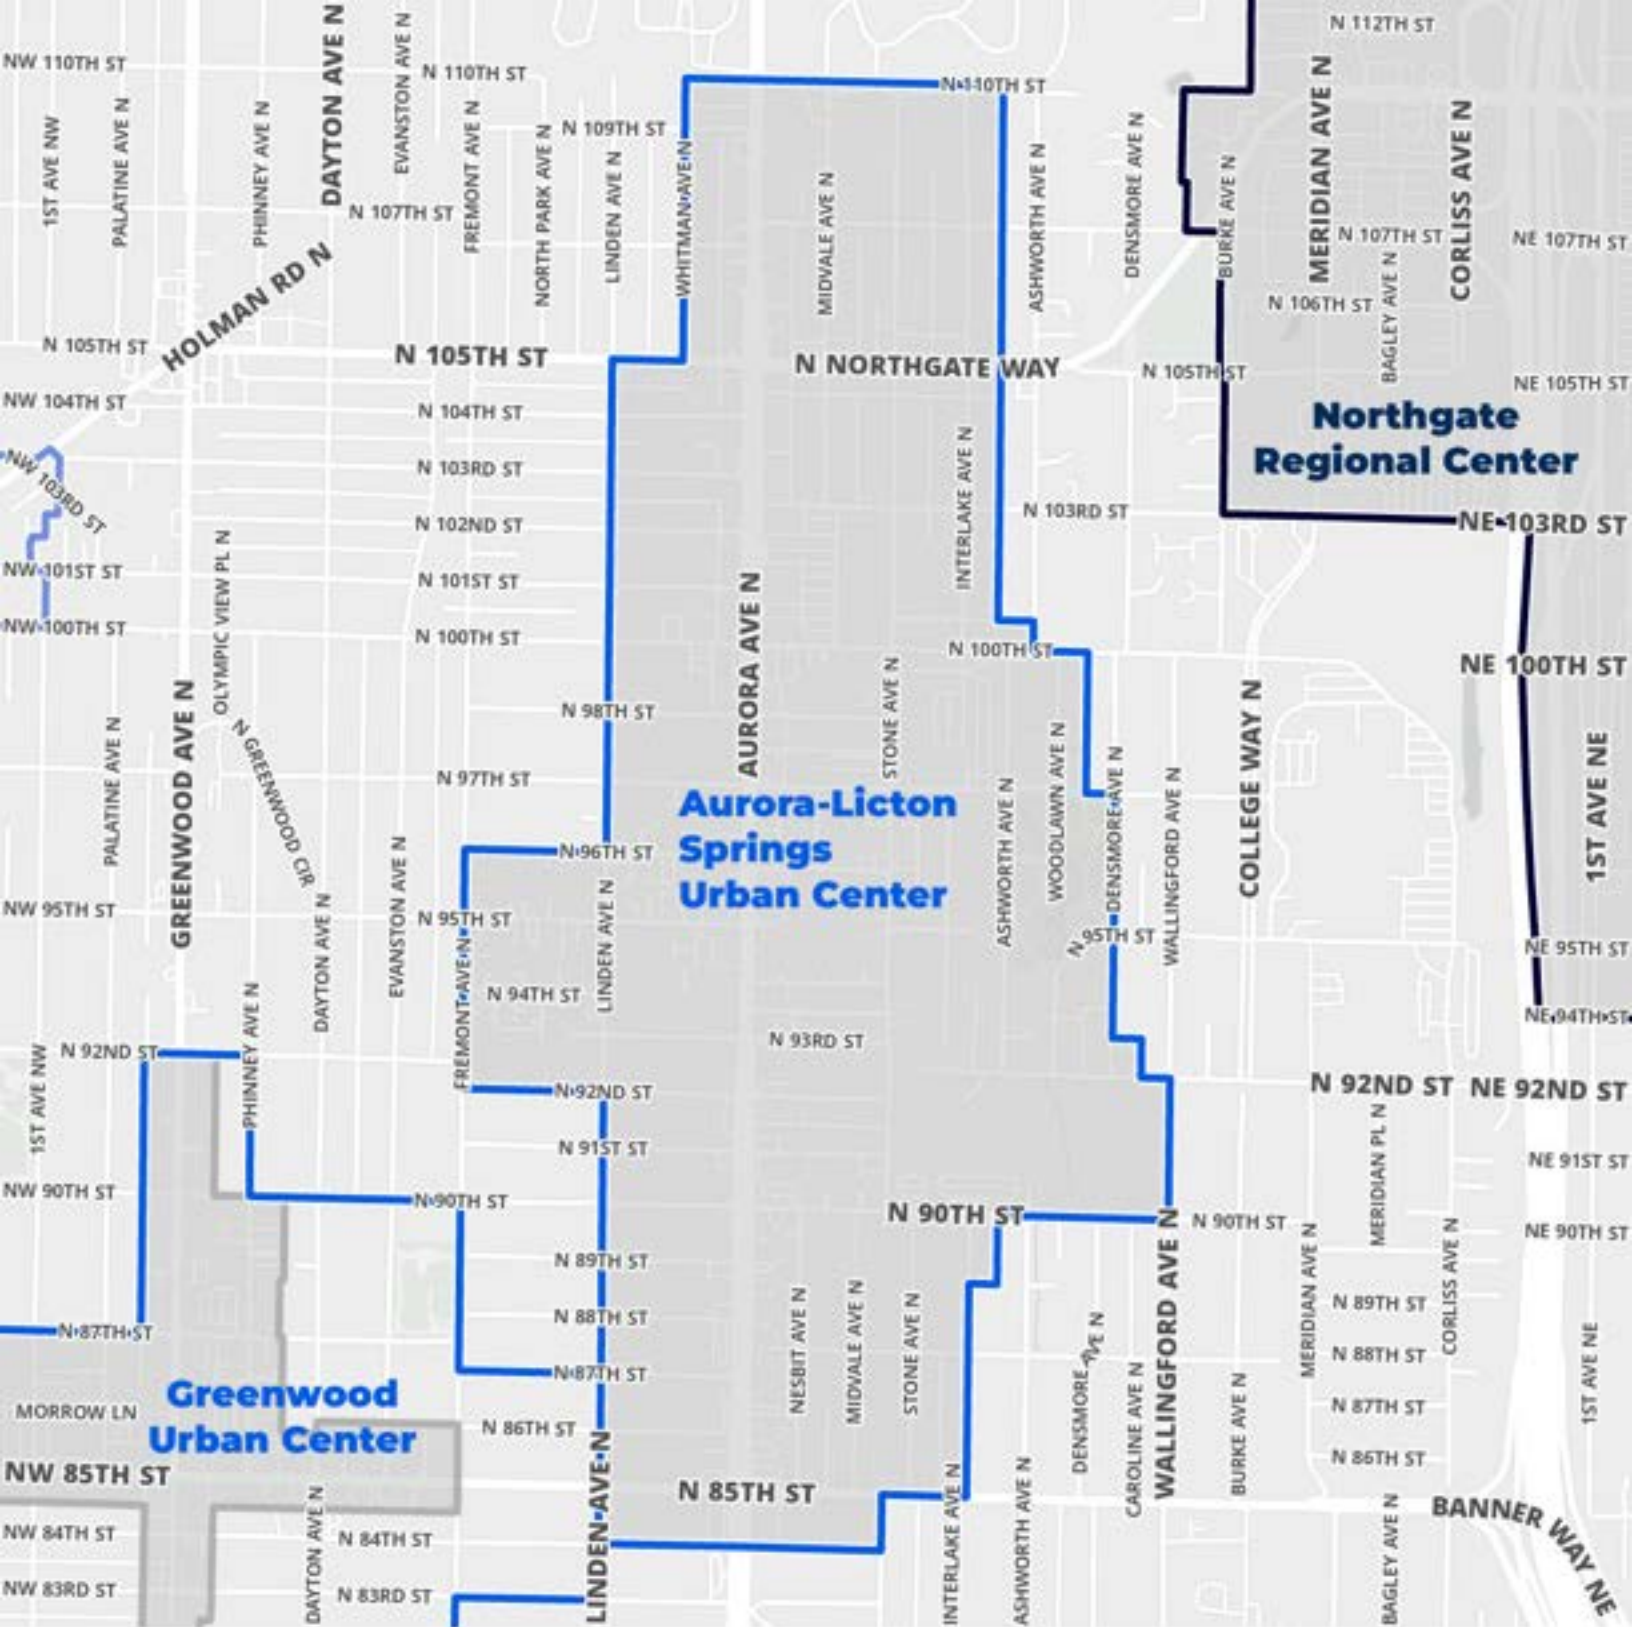 N 112TH ST
NW 110TH ST
N 110TH ST
N 110TH ST
DAYTON AVE N
EVANSTON AVE N
1ST AVE NW
PALATINE AVE N
PHINNEY AVE N
FREMONT AVE N
NORTH PARK AVE N
N 109TH ST
LINDEN AVE N
WHITMAN AVE N
MIDVALE AVE N
ASHWORTH AVE N
DENSMORE AVE N
BURKE AVE N
MERIDIAN AVE N
CORLISS AVE N
N 107TH ST
N 107TH ST
NE 107TH ST
HOLMAN RD N
N 106TH ST
BAGLEY AVE N
N 105TH ST
N 105TH ST
N NORTHGATE WAY
N 105TH ST
NE 105TH ST
NW 104TH ST
N 104TH ST
Northgate
Regional Center
NW 103RD ST
N 103RD ST
INTERLAKE AVE N
N 103RD ST
NE 103RD ST
N 102ND ST
OLYMPIC VIEW PL N
NW 101ST ST
N 101ST ST
AURORA AVE N
NW 100TH ST
N 100TH ST
N 100TH ST
NE 100TH ST
GREENWOOD AVE N
N GREENWOOD CIR
PALATINE AVE N
N 98TH ST
STONE AVE N
N 97TH ST
WOODLAWN AVE N
ASHWORTH AVE N
DENSMORE AVE N
WALLINGFORD AVE N
COLLEGE WAY N
1ST AVE NE
Aurora-Licton
Springs
Urban Center
N 96TH ST
NW 95TH ST
N 95TH ST
N 95TH ST
NE 95TH ST
DAYTON AVE N
EVANSTON AVE N
FREMONT AVE N
LINDEN AVE N
N 94TH ST
NE 94TH ST
N 93RD ST
N 92ND ST
1ST AVE NW
PHINNEY AVE N
N 92ND ST
N 92ND ST
NE 92ND ST
N 91ST ST
MERIDIAN PL N
NE 91ST ST
NW 90TH ST
N 90TH ST
N 90TH ST
N 90TH ST
NE 90TH ST
N 89TH ST
N 89TH ST
NESBIT AVE N
MIDVALE AVE N
STONE AVE N
DENSMORE AVE N
CAROLINE AVE N
WALLINGFORD AVE N
BURKE AVE N
MERIDIAN AVE N
CORLISS AVE N
1ST AVE NE
N 88TH ST
N 88TH ST
N 87TH ST
N 87TH ST
N 87TH ST
Greenwood
Urban Center
MORROW LN
N 86TH ST
N 86TH ST
NW 85TH ST
N 85TH ST
LINDEN AVE N
INTERLAKE AVE N
ASHWORTH AVE N
BAGLEY AVE N
BANNER WAY NE
NW 84TH ST
DAYTON AVE N
N 84TH ST
NW 83RD ST
N 83RD ST